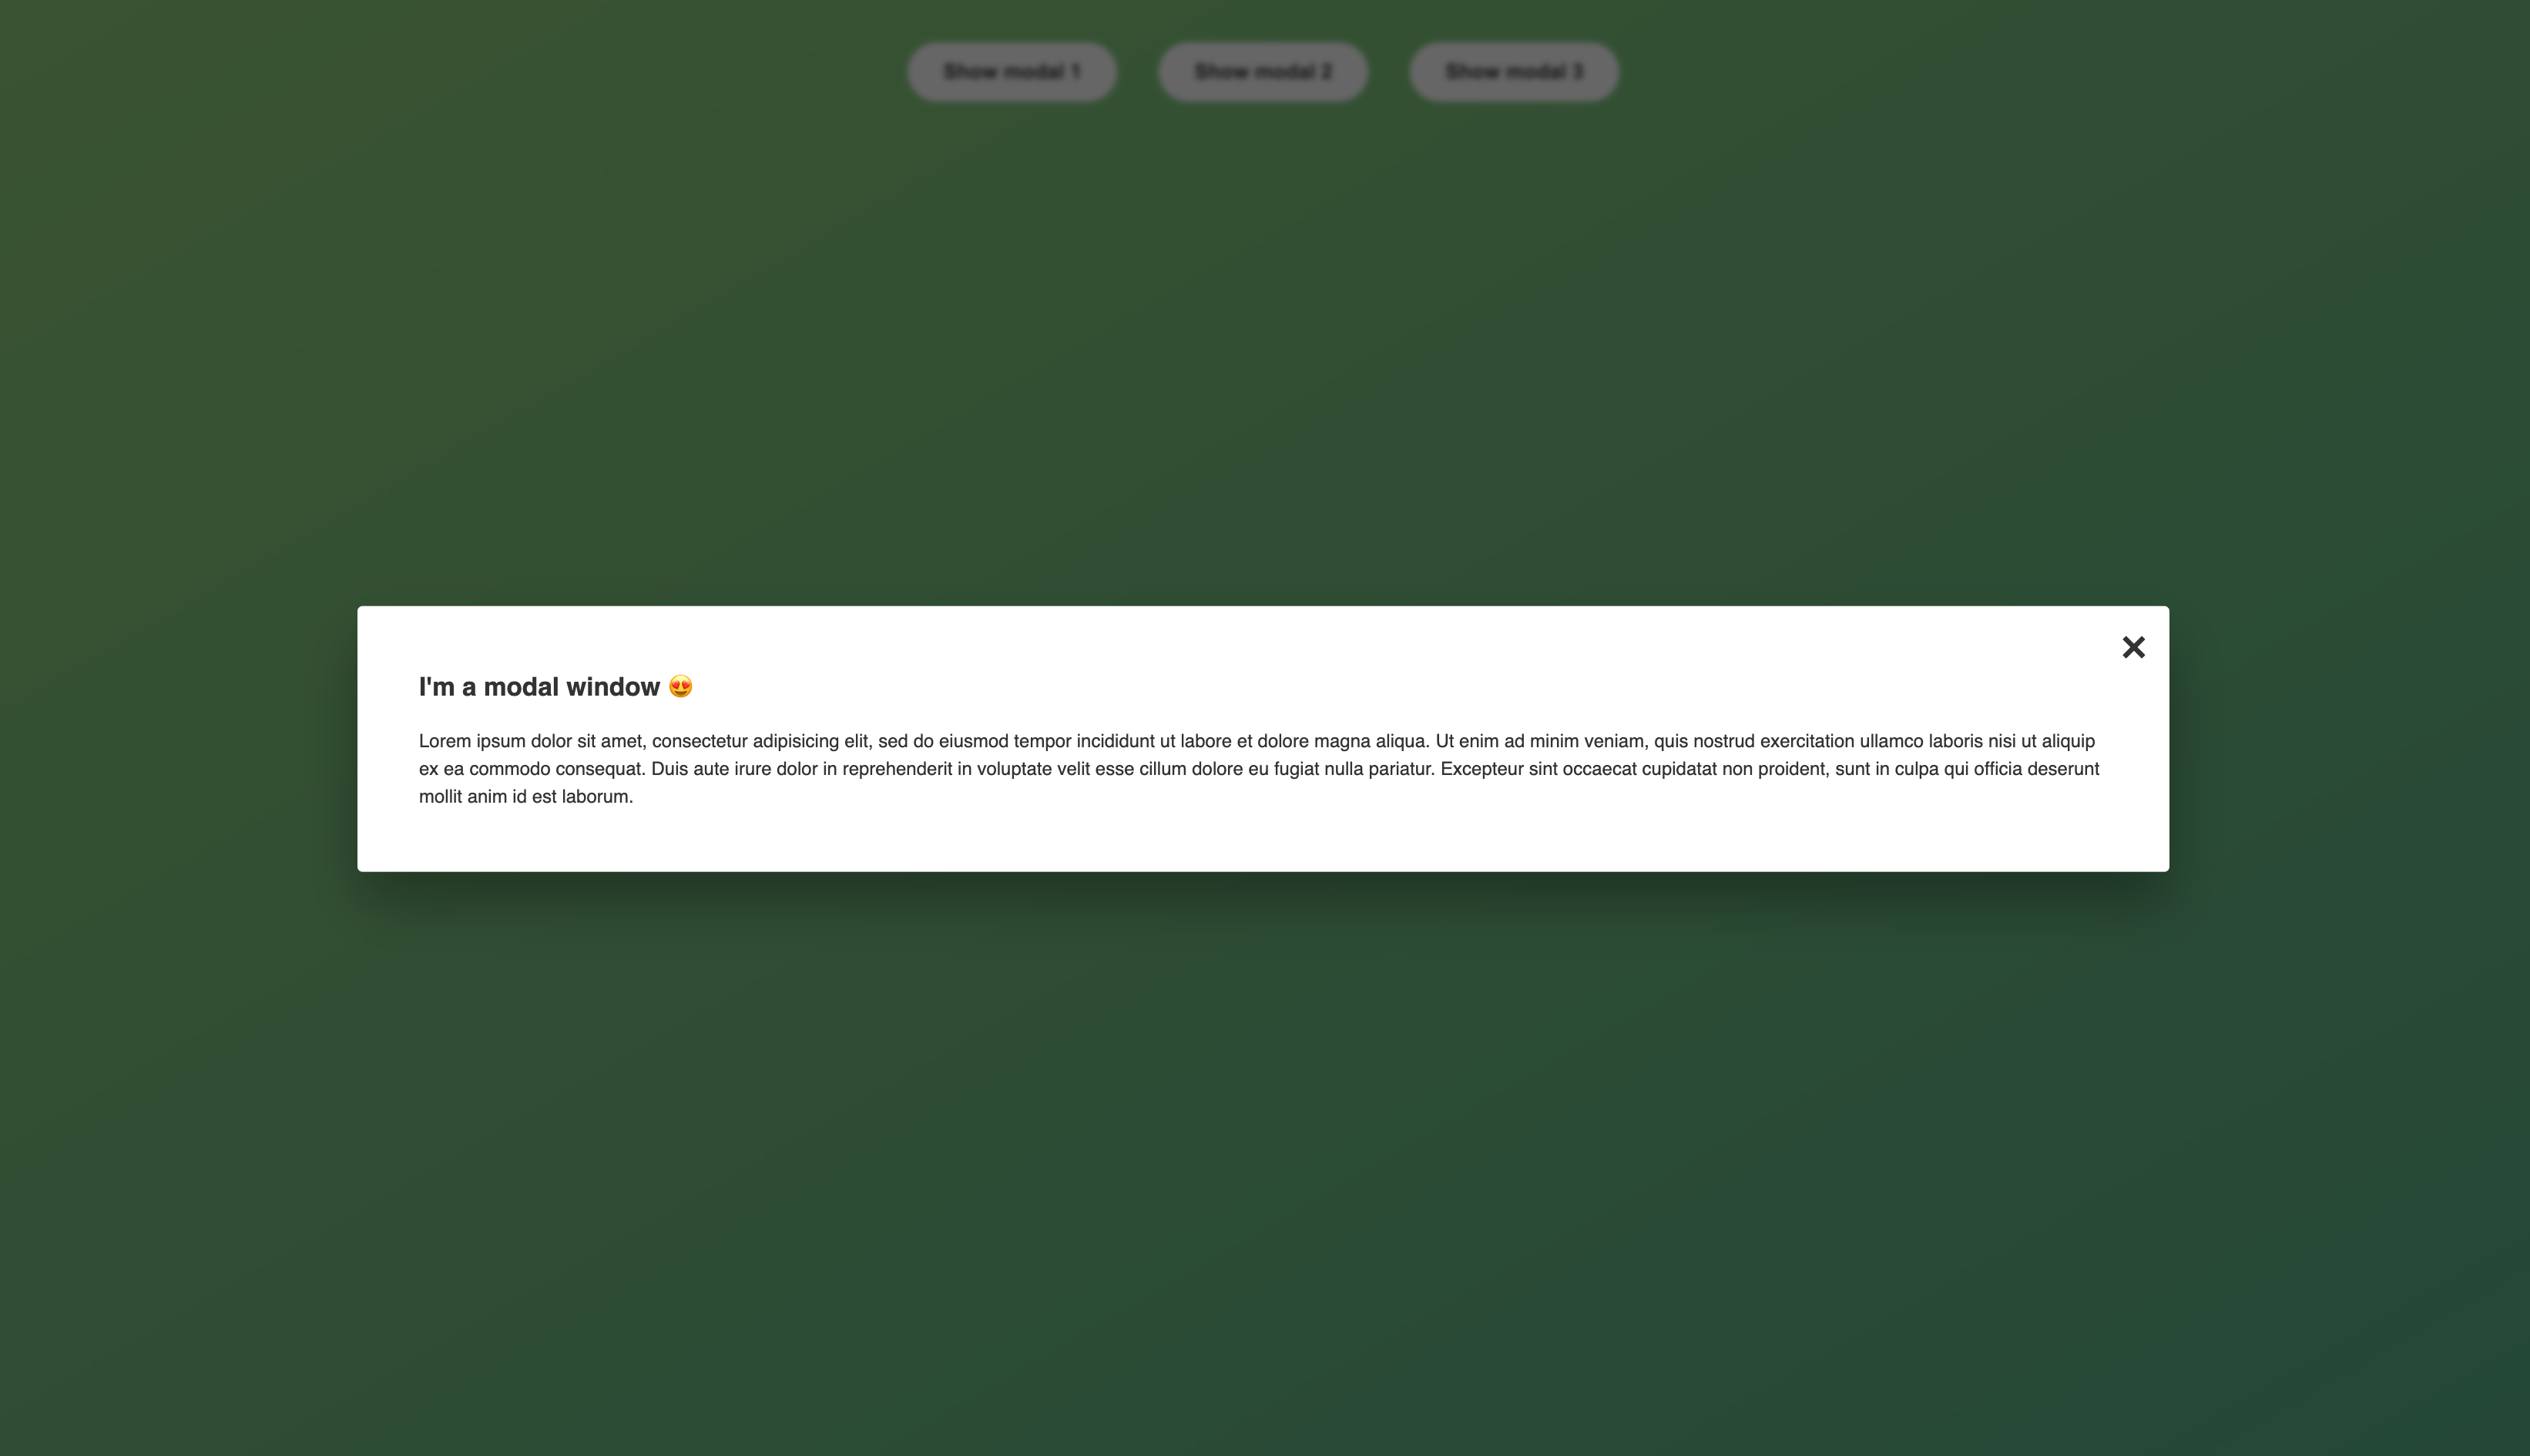 Show modal 1 Show modal 2 Show modal 3
×
I'm a modal window 😍
Lorem ipsum dolor sit amet, consectetur adipisicing elit, sed do eiusmod tempor incididunt ut labore et dolore magna aliqua. Ut enim ad minim veniam, quis nostrud exercitation ullamco laboris nisi ut aliquip
ex ea commodo consequat. Duis aute irure dolor in reprehenderit in voluptate velit esse cillum dolore eu fugiat nulla pariatur. Excepteur sint occaecat cupidatat non proident, sunt in culpa qui officia deserunt
mollit anim id est laborum.